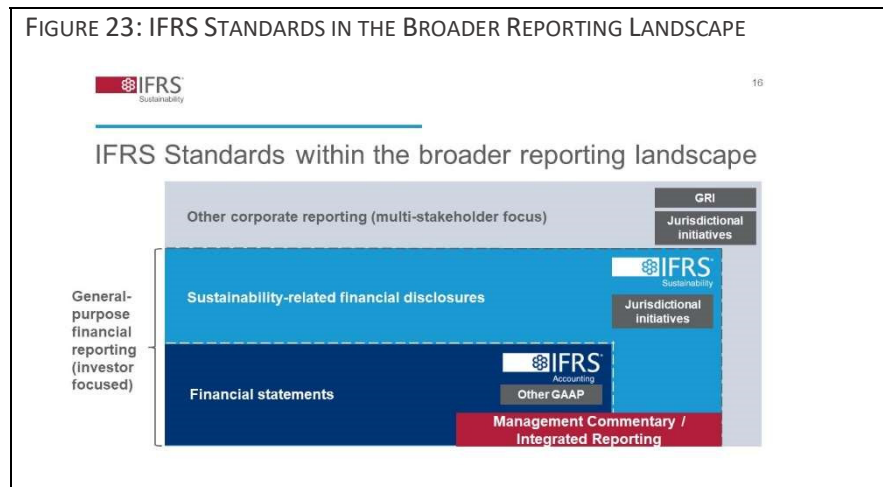 FIGURE 23: IFRS STANDARDS IN THE BROADER REPORTING LANDSCAPE
IFRS
Sustainability
16
IFRS Standards within the broader reporting landscape
GRI
Other corporate reporting (multi-stakeholder focus)
Jurisdictional
initiatives
IFRS
Sustainability
General-
purpose
financial
reporting
(investor
focused)
Sustainability-related financial disclosures
Jurisdictional
initiatives
IFRS
Accounting
Financial statements
Other GAAP
Management Commentary /
Integrated Reporting